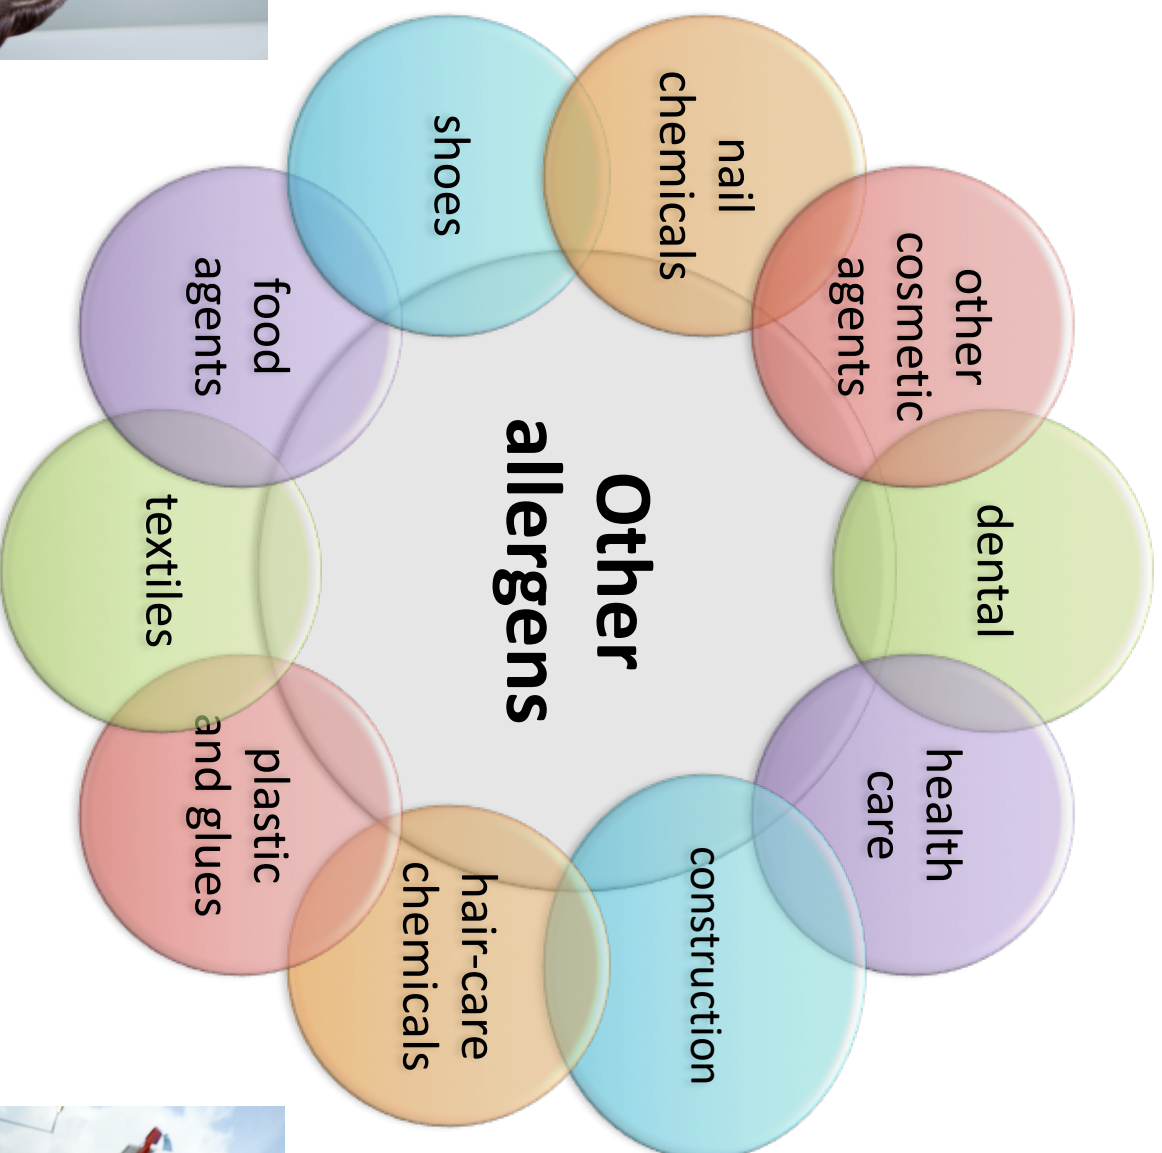 Other
allergens
dental
health
care
construction
hair-care
chemicals
plastic
and glues
textiles
food
agents
shoes
nail
chemicals
other
cosmetic
agents